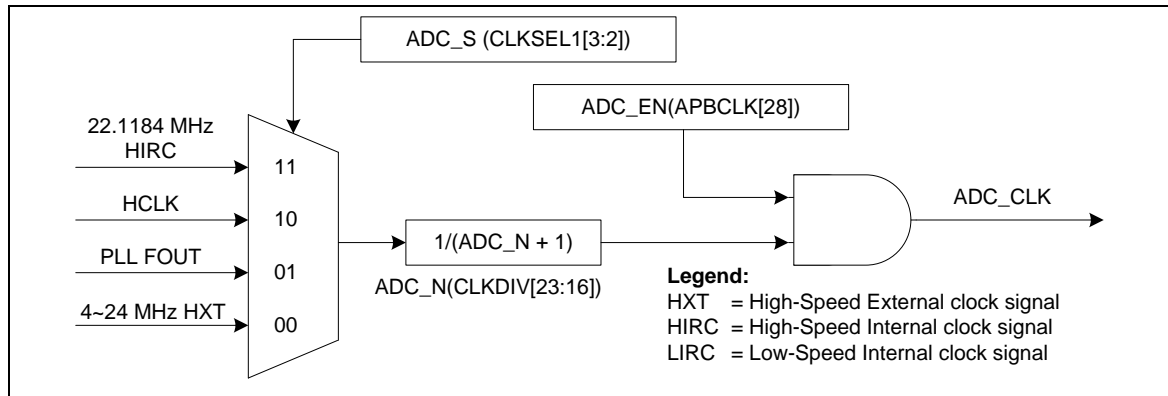 ADC_S (CLKSEL1[3:2])
ADC_EN(APBCLK[28])
22.1184 MHz
HIRC
11
HCLK
10
PLL FOUT
01
4~24 MHz HXT
00
1/(ADC_N + 1)
ADC_N(CLKDIV[23:16])
ADC_CLK
Legend:
HXT = High-Speed External clock signal
HIRC = High-Speed Internal clock signal
LIRC = Low-Speed Internal clock signal